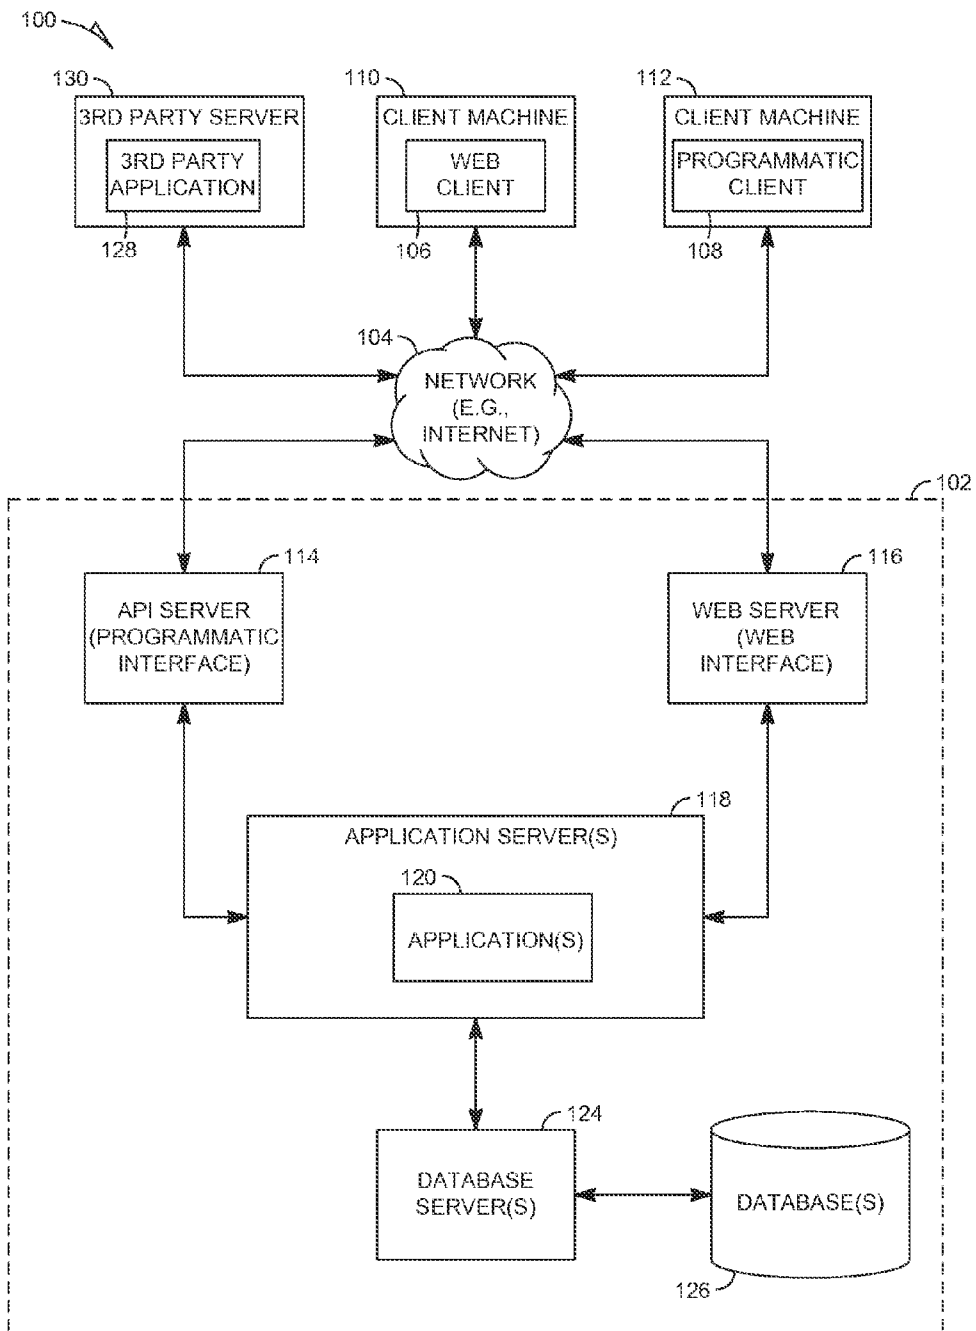 100
130
110
112
3RD PARTY SERVER
3RD PARTY
APPLICATION
128
CLIENT MACHINE
WEB
CLIENT
106
CLIENT MACHINE
PROGRAMMATIC
CLIENT
108
104
NETWORK
(E.G.,
INTERNET)
102
114
API SERVER
(PROGRAMMATIC
INTERFACE)
116
WEB SERVER
(WEB
INTERFACE)
118
APPLICATION SERVER(S)
120
APPLICATION(S)
124
DATABASE
SERVER(S)
DATABASE(S)
126